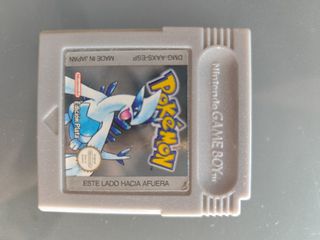 Nintendo GAME BOY TM
DMG-AAXS-ESP
MADE IN JAPAN
Nintendo
POKéMON
Edición Plata
ESTE LADO HACIA AFUERA